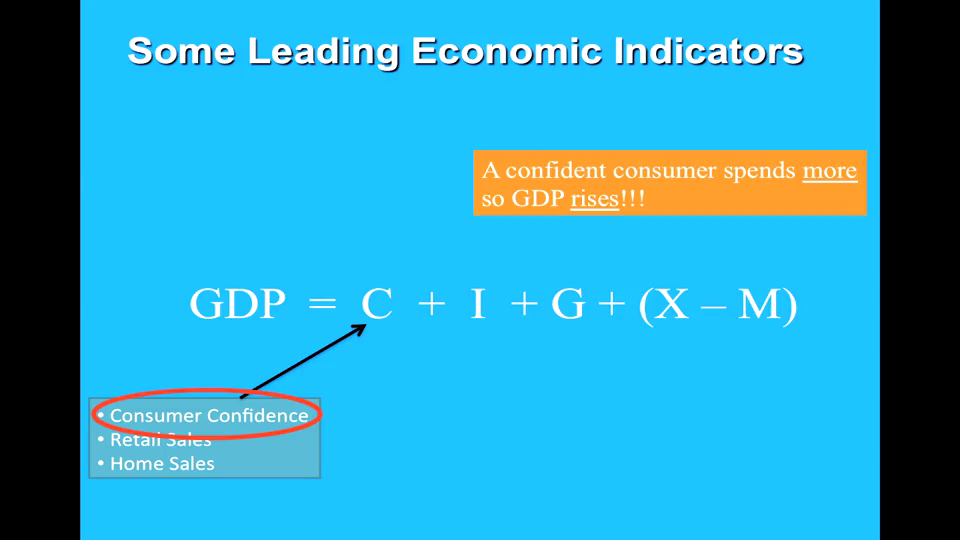 Some Leading Economic Indicators
A confident consumer spends more
so GDP rises!!!
GDP = C + I + G + (X – M)
• Consumer Confidence
• Retail Sales
• Home Sales